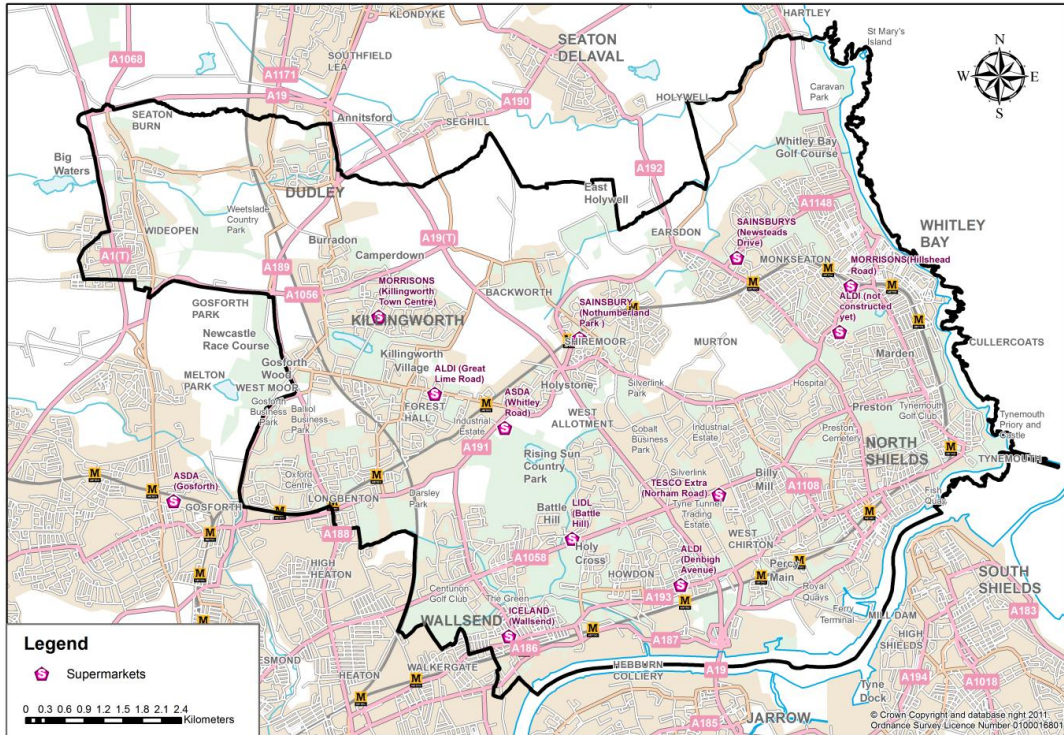 KLONDYKE
HARTLEY
St Mary's
Island
N
W E
S
A1068
SOUTHFIELD
LEA
SEATON
DELAVAL
A1171
A19
A190
HOLYWELL
Caravan
Park
SEATON
BURN
Annitsford
SEGHILL
Whitley Bay
Golf Course
Big
Waters
A192
DUDLEY
East
Holywell
A1148
Weetslade
Country
Park
WIDEOPEN
SAINSBURYS
(Newsteads
Drive)
EARSDON
WHITLEY
BAY
Burradon
A19(T)
A1(T)
Camperdown
MONKSEATON
MORRISONS(Hillshead
Road)
A189
MORRISONS
(Killingworth
Town Centre)
BACKWORTH
A1056
ALDI (not
constructed
yet)
GOSFORTH
PARK
SAINSBURY
(Nothumberland
Park )
KILLINGWORTH
Newcastle
Race Course
SHIREMOOR
MURTON
CULLERCOATS
Killingworth
Village
Marden
Gosforth
Wood
ALDI (Great
Lime Road)
MELTON
PARK
WEST MOOR
Holystone
Silverlink
Park
Hospital
Gosforth
Business
Park
Balliol
Business
Park
ASDA
(Whitley
Road)
Preston
Tynemouth
Golf Club
FOREST
HALL
WEST
ALLOTMENT
Tynemouth
Priory and
Castle
Industrial
Estate
Cobalt
Business
Park
Industrial
Estate
Preston
Cemetery
NORTH
SHIELDS
A191
Rising Sun
Country
Park
TYNEMOUTH
ASDA
(Gosforth)
Oxford
Centre
Silverlink
Billy
Mill
TESCO Extra
(Norham Road)
A1108
Darsley
Park
LONGBENTON
GOSFORTH
Battle
Hill
LIDL
(Battle
Hill)
Tyne Tunnel
Trading
Estate
Fish
Quay
A188
WEST
CHIRTON
A1058
Holy
Cross
ALDI
(Denbigh
Avenue)
HIGH
HEATON
HOWDON
Percy
Main
SOUTH
SHIELDS
Centurion
Golf Club
The Green
A193
Royal
Quays
A183
WALLSEND
ICELAND
(Wallsend)
Ferry
Terminal
MILL DAM
A186
A187
HIGH
SHIELDS
Legend
Supermarkets
ESMOND
WALKERGATE
HEATON
HEBBURN
COLLIERY
A19
A194
A1018
Tyne
Dock
0 0.3 0.6 0.9 1.2 1.5 1.8 2.1 2.4
Kilometers
A185
JARROW
© Crown Copyright and database right 2011.
Ordnance Survey Licence Number 0100016801